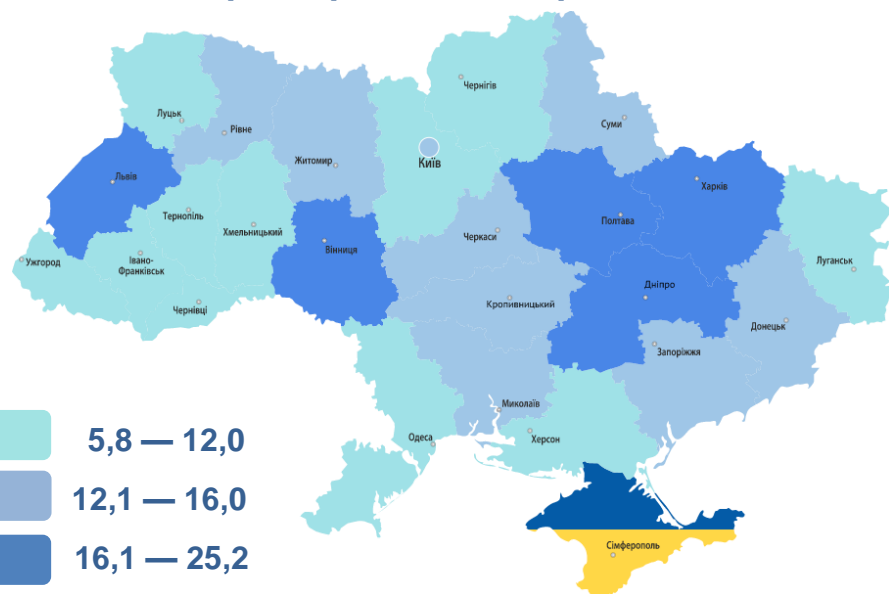 Чернігів
Луцьк
Рівне
Суми
Житомир
Київ
Львів
Харків
Тернопіль
Хмельницький
Полтава
Черкаси
Вінниця
Ужгород
Івано-
Франківськ
Луганськ
Чернівці
Дніпро
Кропивницький
Донецьк
Запоріжжя
Миколаїв
Одеса
Херсон
Сімферополь
5,8 — 12,0
12,1 — 16,0
16,1 — 25,2